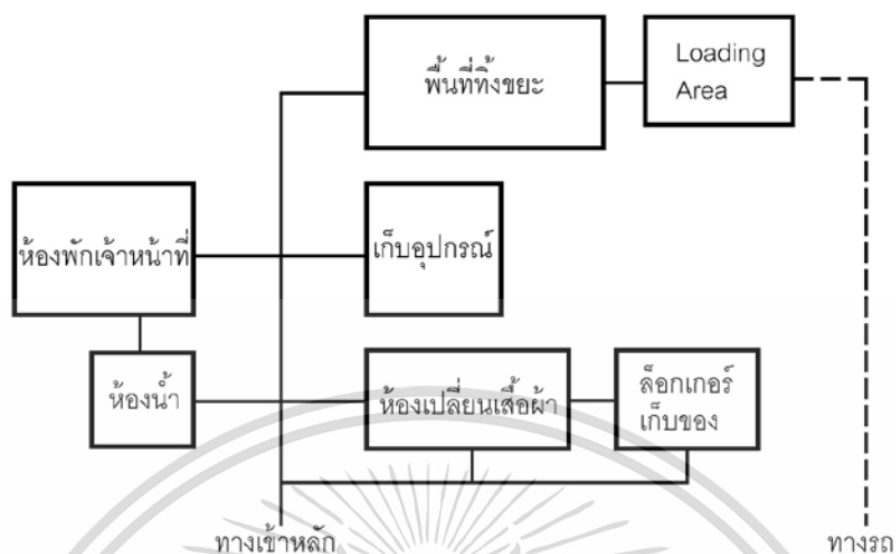 พื้นที่ทิ้งขยะ
Loading
Area
ห้องพักเจ้าหน้าที่
เก็บอุปกรณ์
ห้องน้ำ
ห้องเปลี่ยนเสื้อผ้า
ล็อกเกอร์
เก็บของ
ทางเข้าหลัก
ทางรถ